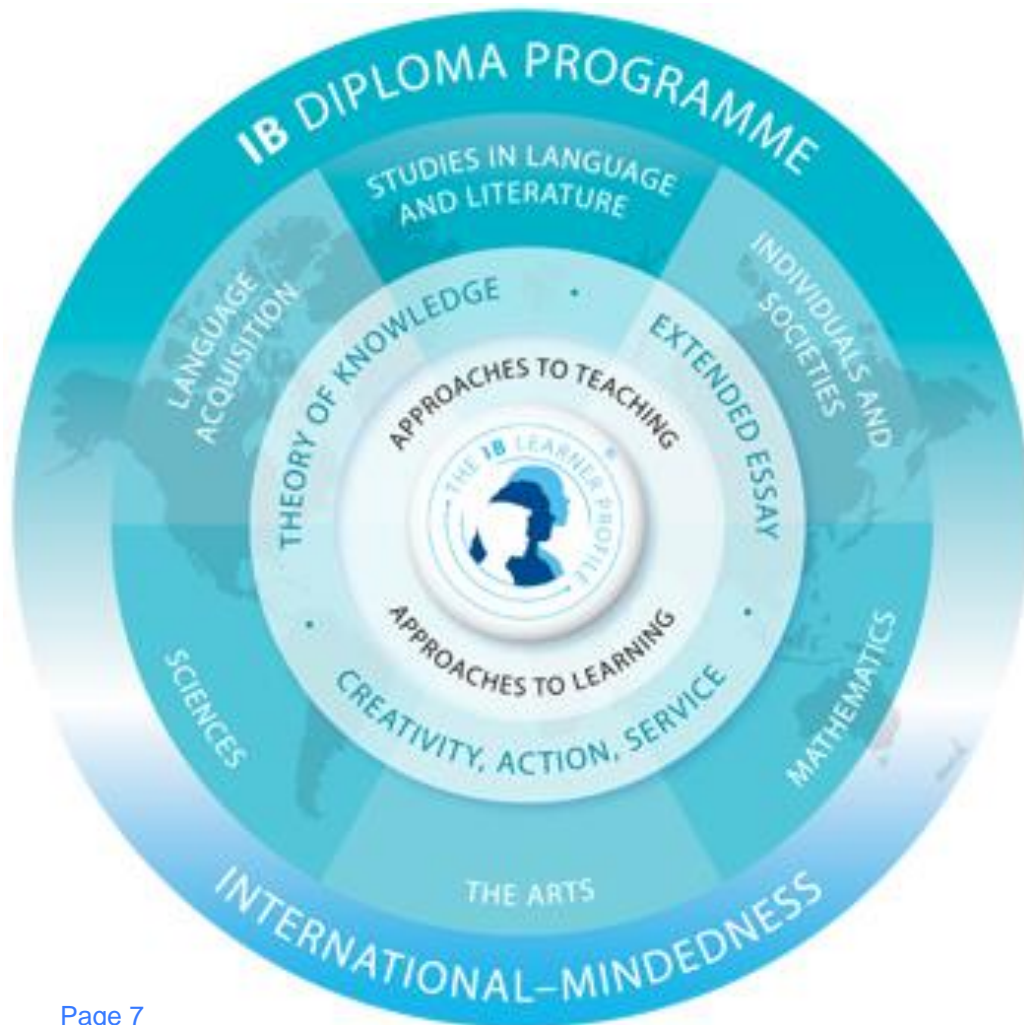 IB DIPLOMA PROGRAMME
STUDIES IN LANGUAGE
AND LITERATURE
LANGUAGE
ACQUISITION
INDIVIDUALS AND
SOCIETIES
THEORY OF KNOWLEDGE
•
EXTENDED ESSAY
APPROACHES TO TEACHING
THE IB LEARNER PROFILE®
APPROACHES TO LEARNING
•
CREATIVITY, ACTION, SERVICE
•
SCIENCES
MATHEMATICS
THE ARTS
INTERNATIONAL–MINDEDNESS
Page 7